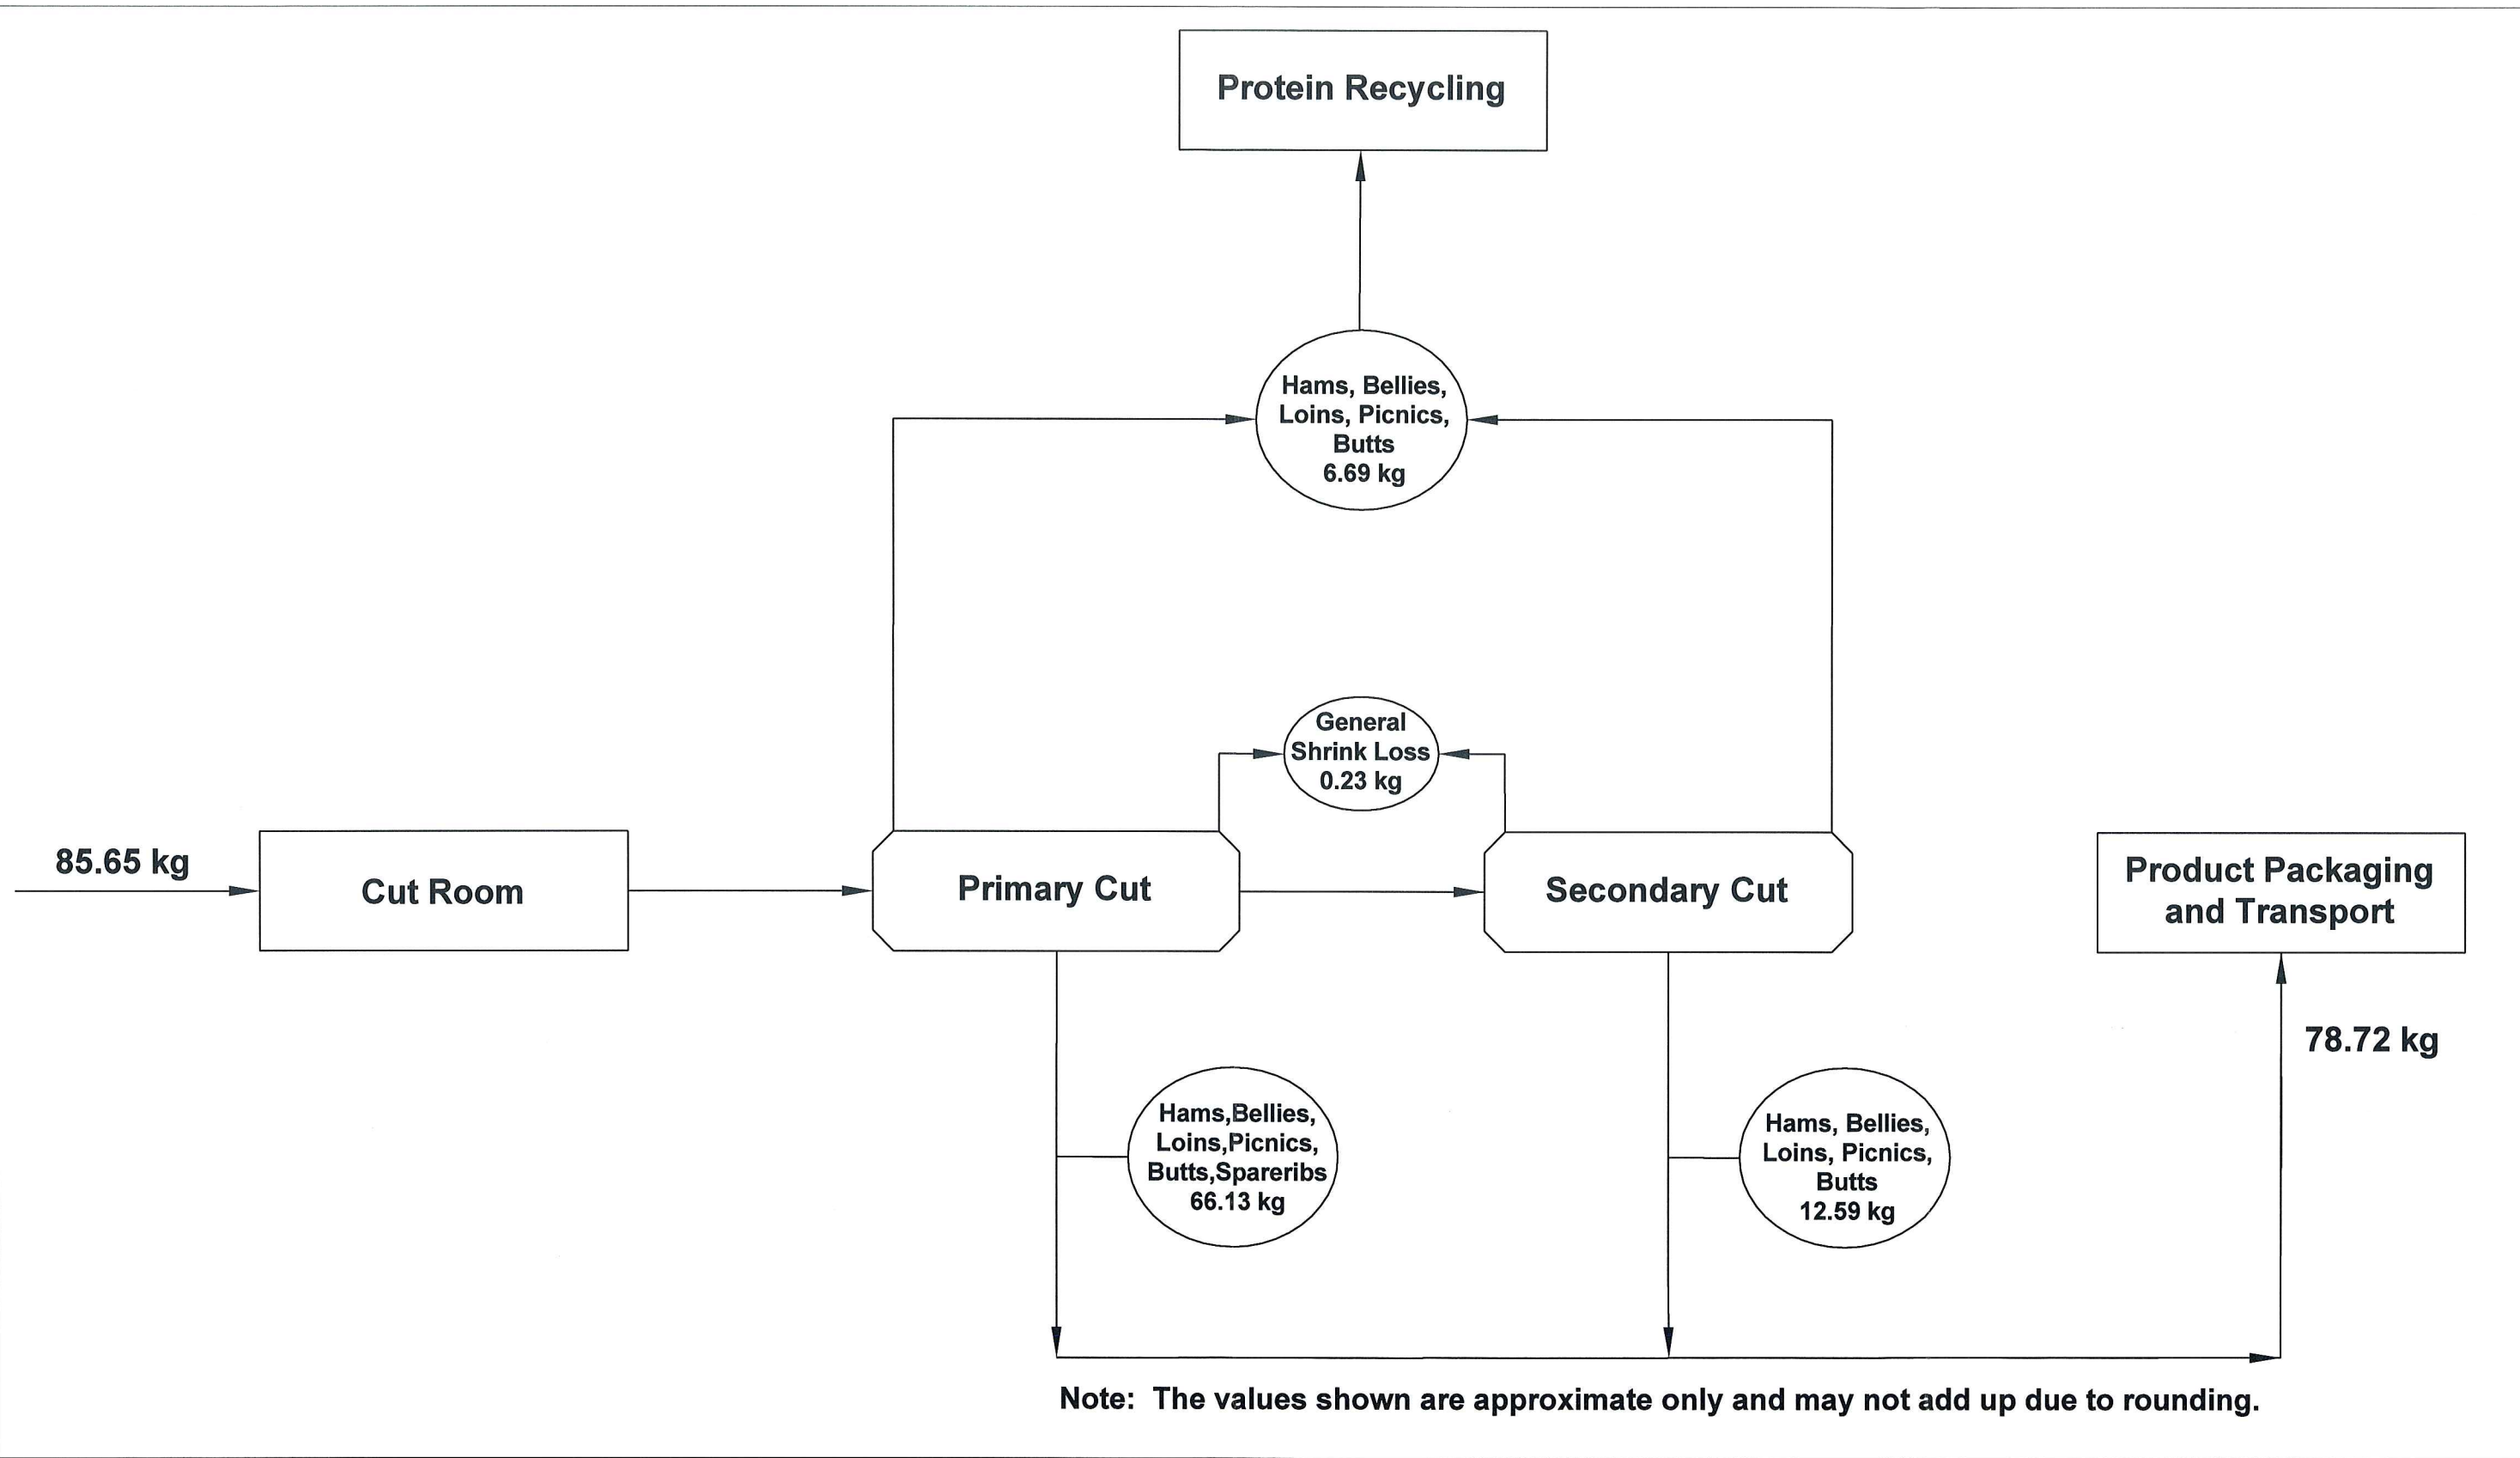 Protein Recycling
Hams, Bellies,
Loins, Picnics,
Butts
6.69 kg
General
Shrink Loss
0.23 kg
85.65 kg
Cut Room
Primary Cut
Secondary Cut
Product Packaging
and Transport
78.72 kg
Hams,Bellies,
Loins,Picnics,
Butts,Spareribs
66.13 kg
Hams, Bellies,
Loins, Picnics,
Butts
12.59 kg
Note: The values shown are approximate only and may not add up due to rounding.